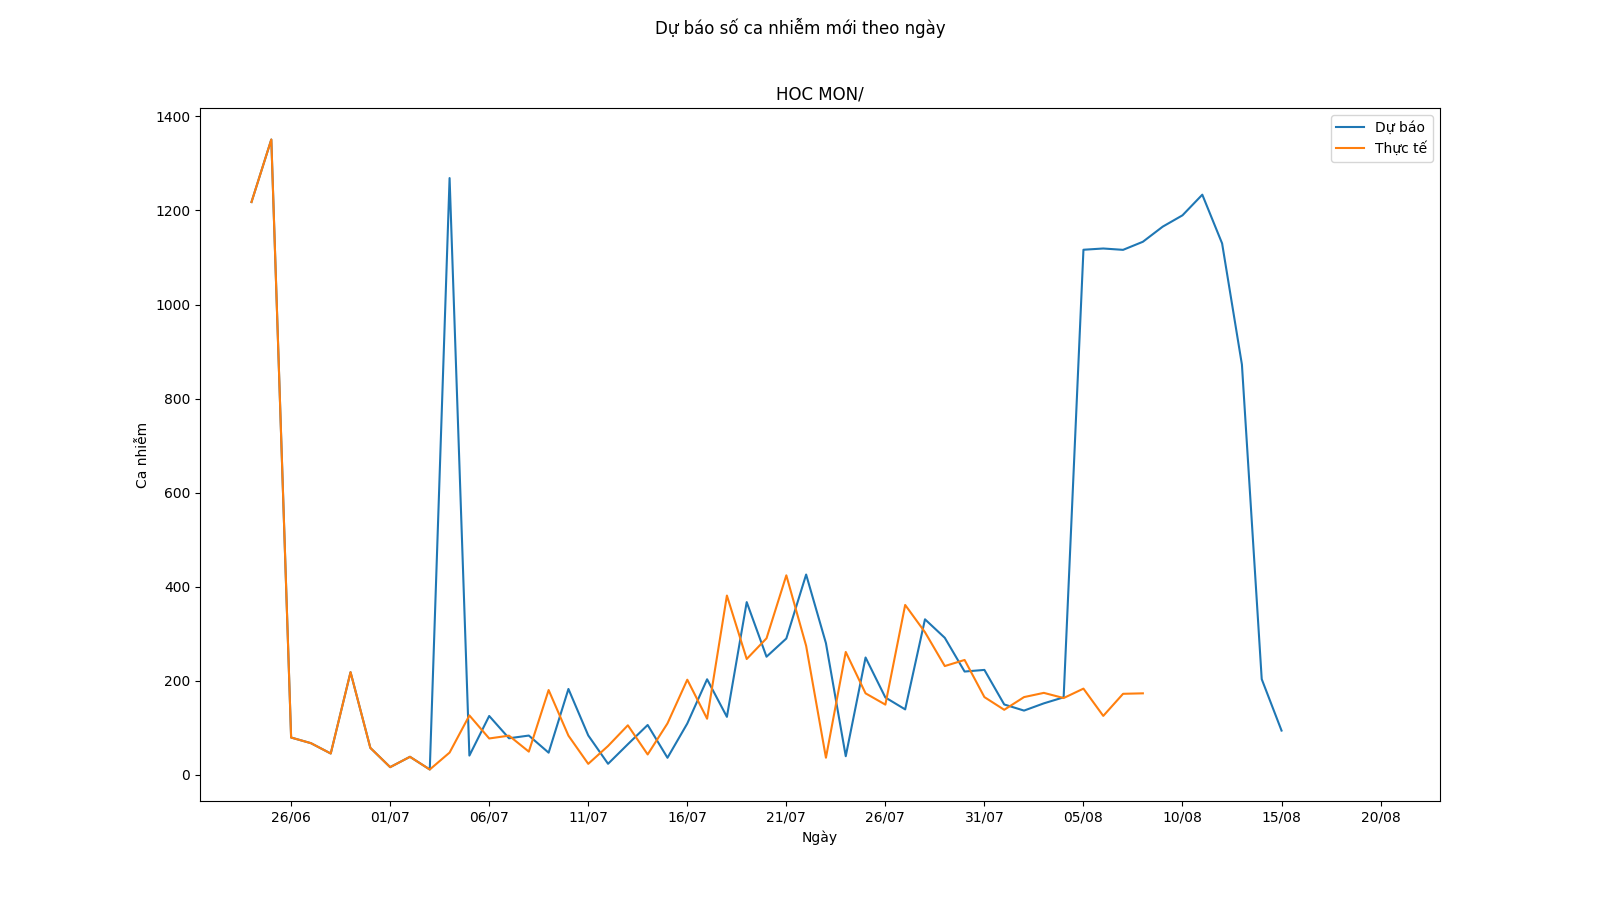 Dự báo số ca nhiễm mới theo ngày
HOC MON/
Dự báo
Thực tế
1400
1200
1000
800
600
400
200
0
Ca nhiễm
26/06 01/07 06/07 11/07 16/07 21/07 26/07 31/07 05/08 10/08 15/08 20/08
Ngày